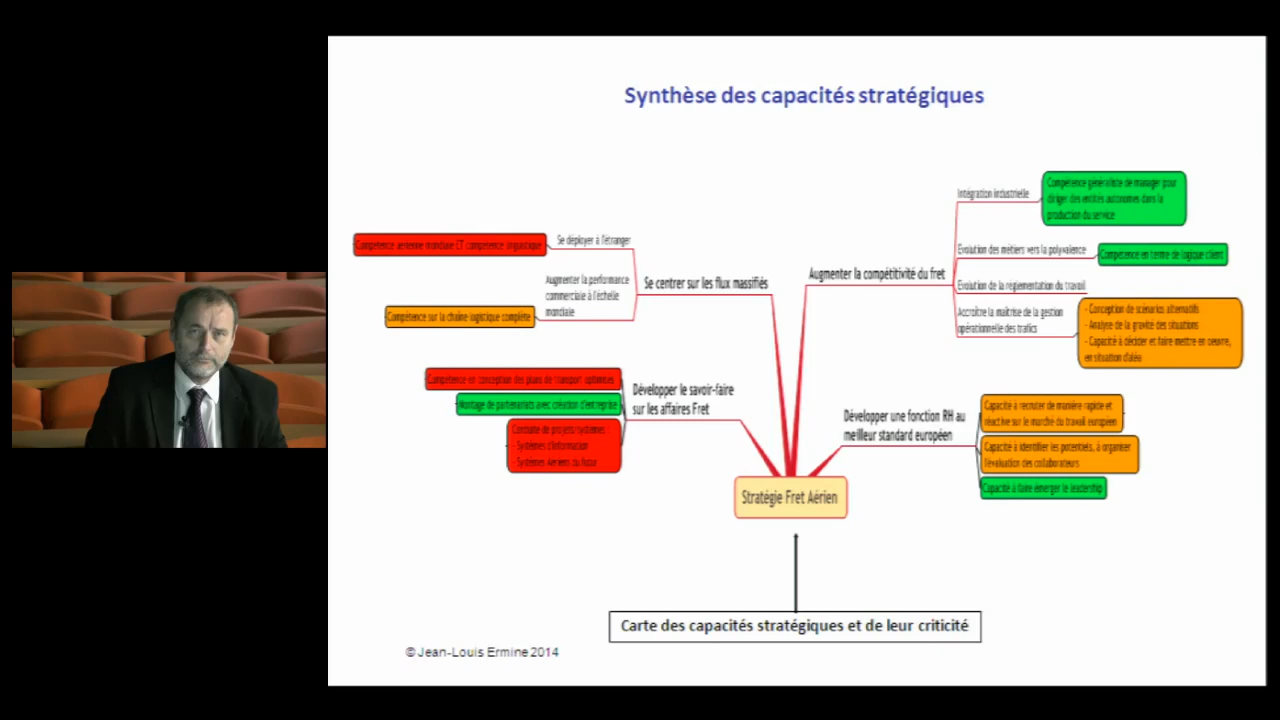 Synthèse des capacités stratégiques
Compétence aérienne mondiale ET compétence linguistique
Se déployer à l'étranger
Compétence sur la chaîne logistique complète
Augmenter la performance
commerciale à l'échelle
mondiale
Se centrer sur les flux massifiés
Compétence en conception des plans de transport optimisés
Montage de partenariats avec création d'entreprise
Conduite de projets/systèmes :
- Systèmes d'information
- Systèmes Aériens du futur
Développer le savoir-faire
sur les affaires Fret
Augmenter la compétitivité du fret
Intégration industrielle
Compétence généraliste de manager pour
diriger des entités autonomes dans la
production du service
Evolution des métiers vers la polyvalence
Compétence en terme de logique client
Evolution de la réglementation du travail
Accroître la maîtrise de la gestion
opérationnelle des trafics
- Conception de scénarios alternatifs
- Analyse de la gravité des situations
- Capacité à décider et faire mettre en oeuvre,
en situation d'aléa
Développer une fonction RH au
meilleur standard européen
Capacité à recruter de manière rapide et
réactive sur le marché du travail européen
Capacité à identifier les potentiels, à organiser
l'évaluation des collaborateurs
Capacité à faire émerger le leadership
Stratégie Fret Aérien
Carte des capacités stratégiques et de leur criticité
© Jean-Louis Ermine 2014